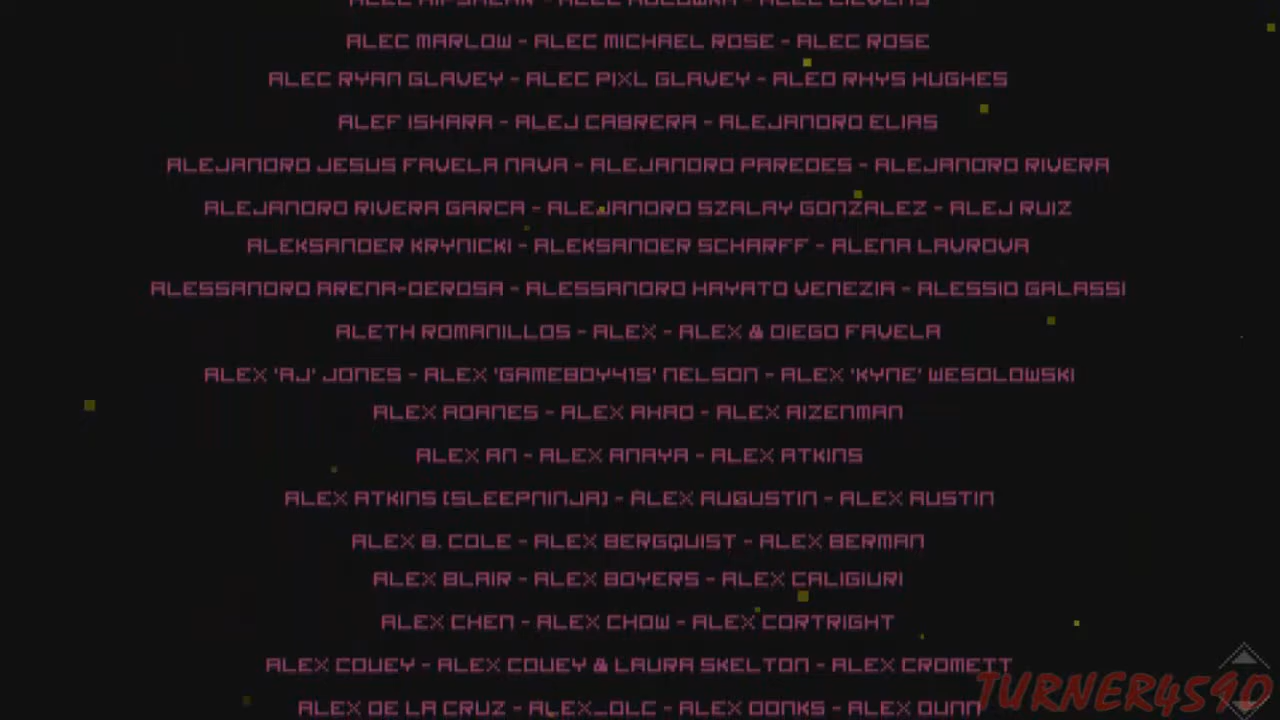 ALEC MARLOW - ALEC MICHAEL ROSE - ALEC ROSE
ALEC RYAN GLAVEY - ALEC PIXL GLAVEY - ALED RHYS HUGHES
ALEF ISHARA - ALEJ CABRERA - ALEJANDRO ELIAS
ALEJANDRO JESUS FAVELA NAVA - ALEJANDRO PAREDES - ALEJANDRO RIVERA
ALEJANDRO RIVERA GARCA - ALEJANDRO SZALAY GONZALEZ - ALEJ RUIZ
ALEKSANDER KRYNICKI - ALEKSANDER SCHARFF - ALENA LAVROVA
ALESSANDRO ARENA-DEROSA - ALESSANDRO HAYATO VENEZIA - ALESSIO GALASSI
ALETH ROMANILLOS - ALEX - ALEX & DIEGO FAVELA
ALEX 'AJ' JONES - ALEX 'GAMEBOY415' NELSON - ALEX 'KYNE' WESOLOWSKI
ALEX ADAMES - ALEX AHAD - ALEX AIZENMAN
ALEX AN - ALEX ANAYA - ALEX ATKINS
ALEX ATKINS (SLEEPNINJA) - ALEX AUGUSTIN - ALEX AUSTIN
ALEX B. COLE - ALEX BERGQUIST - ALEX BERMAN
ALEX BLAIR - ALEX BOYERS - ALEX CALIGIURI
ALEX CHEN - ALEX CHOW - ALEX CORTRIGHT
ALEX COVEY - ALEX COVEY & LAURA SKELTON - ALEX CROMETT
ALEX DE LA CRUZ - ALEX_DLC - ALEX DONKS - ALEX DUNN
TURNER4590